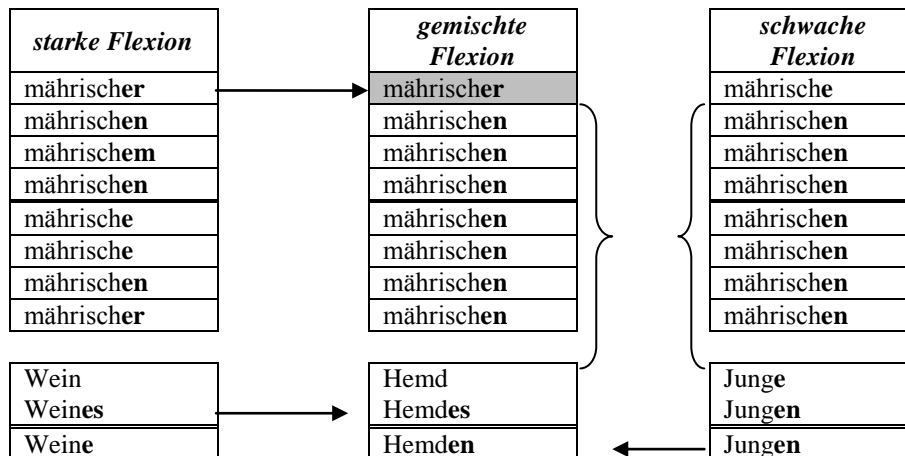 starke Flexion
mährischer
mährischen
mährischem
mährischen
mährische
mährische
mährischen
mährischer
Wein
Weines
Weine
gemischte
Flexion
mährischer
mährischen
mährischen
mährischen
mährischen
mährischen
mährischen
mährischen
Hemd
Hemdes
Hemden
schwache
Flexion
mährische
mährischen
mährischen
mährischen
mährischen
mährischen
mährischen
mährischen
Junge
Jungen
Jungen